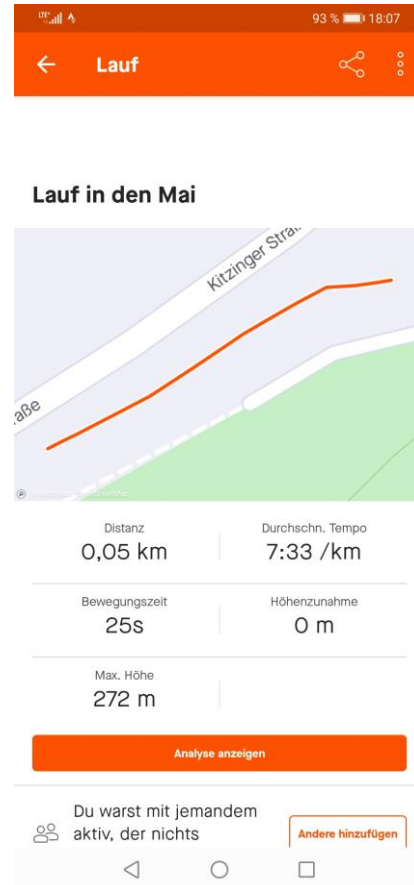 93 % 18:07
Lauf
Lauf in den Mai
Kitzinger Stra
aße
Distanz
0,05 km
Durchschn. Tempo
7:33 /km
Bewegungszeit
25s
Höhenzunahme
0 m
Max. Höhe
272 m
Analyse anzeigen
Du warst mit jemandem
aktiv, der nichts
Andere hinzufügen